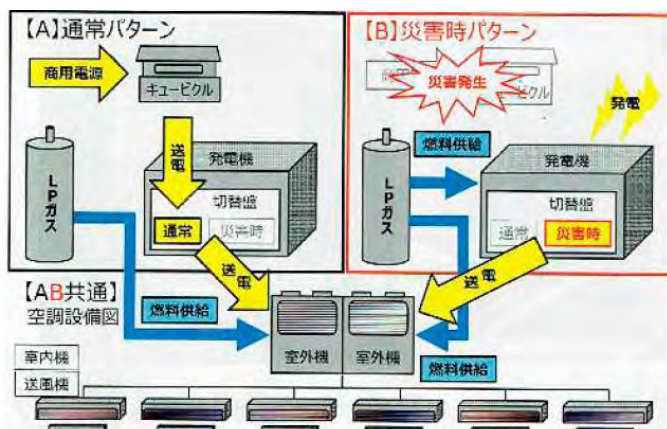 【A】通常パターン
商用電源
キュービクル
送電
発電機
LPガス
切替盤
通常
災害時
送電
燃料供給
【B】災害時パターン
災害発生
発電
燃料供給
発電機
LPガス
切替盤
通常
災害時
送電
燃料供給
【AB共通】
空調設備図
室外機
室外機
室内機
送風機